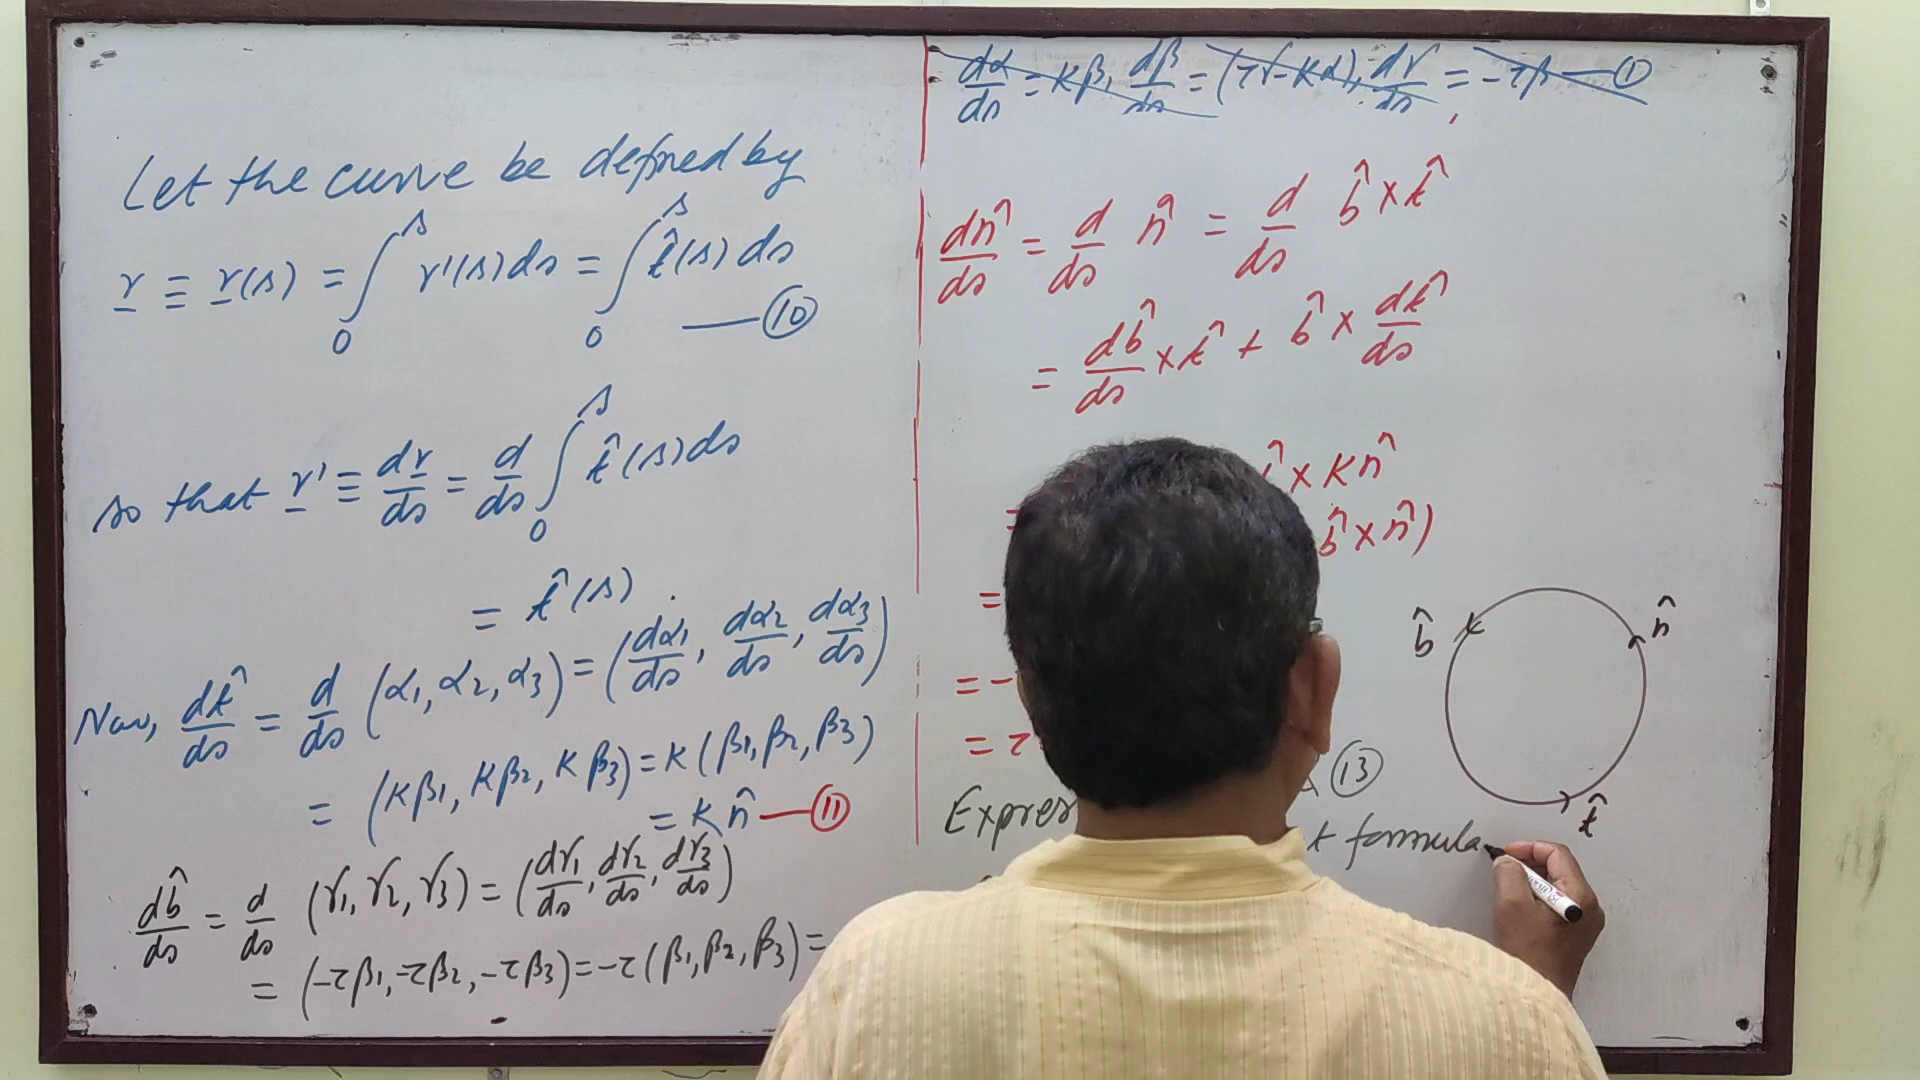 Let the curve be defined by
r ≡ r(s) = ∫₀ˢ r'(s) ds = ∫₀ˢ t̂(s) ds
—(10)
so that r' ≡ dr/ds = d/ds ∫₀ˢ t̂(s) ds
= t̂(s).
Now, dt̂/ds = d/ds (α1, α2, α3) = (dα1/ds, dα2/ds, dα3/ds)
= (κβ1, κβ2, κβ3) = κ(β1, β2, β3)
= κ n̂ —(11)
db̂/ds = d/ds (γ1, γ2, γ3) = (dγ1/ds, dγ2/ds, dγ3/ds)
= (-τβ1, -τβ2, -τβ3) = -τ(β1, β2, β3) =
dα/ds = κβ, dβ/ds = (τγ-κα), dγ/ds = -τβ —(1)
dn̂/ds = d/ds n̂ = d/ds b̂ × t̂
= db̂/ds × t̂ + b̂ × dt̂/ds
× κn̂
= b̂ × n̂)
=
= -
= τ
(13)
formula
b̂
n̂
t̂